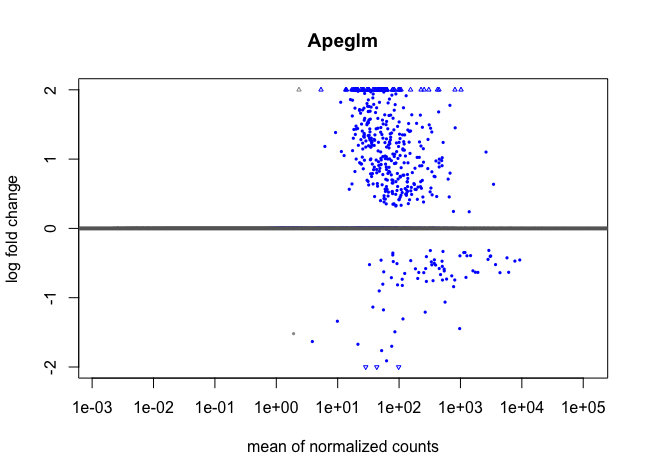 Apeglm
log fold change
2
1
0
-1
-2
1e-03 1e-02 1e-01 1e+00 1e+01 1e+02 1e+03 1e+04 1e+05
mean of normalized counts